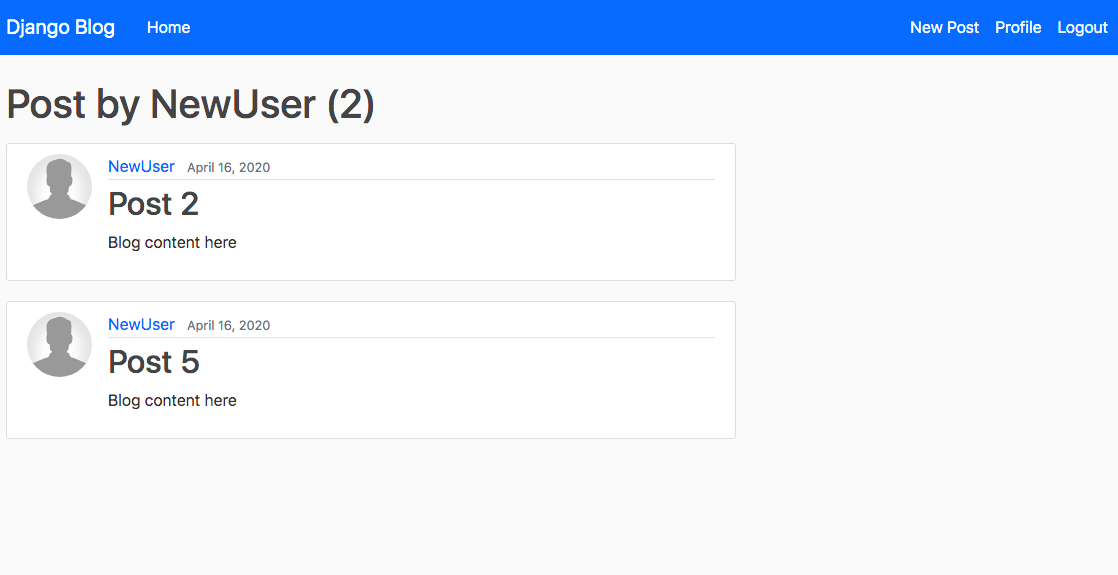 Django Blog Home New Post Profile Logout
Post by NewUser (2)
NewUser April 16, 2020
Post 2
Blog content here
NewUser April 16, 2020
Post 5
Blog content here